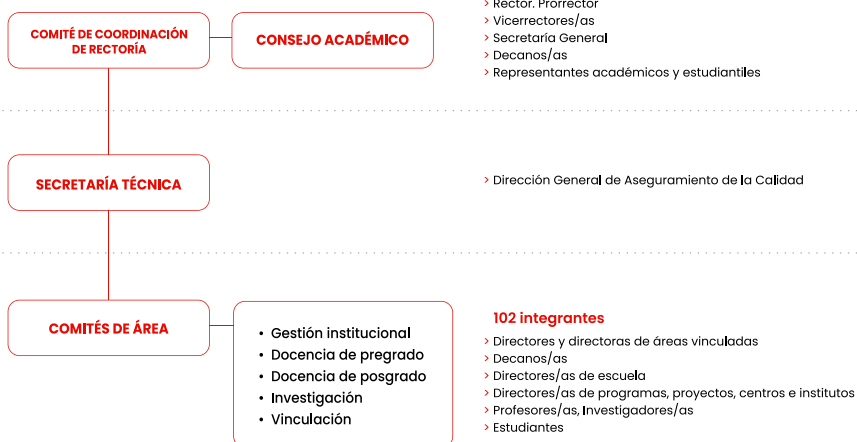 COMITÉ DE COORDINACIÓN
DE RECTORÍA
CONSEJO ACADÉMICO
> Rector. Prorrector
> Vicerrectores/as
> Secretaría General
> Decanos/as
> Representantes académicos y estudiantiles
SECRETARÍA TÉCNICA
> Dirección General de Aseguramiento de la Calidad
COMITÉS DE ÁREA
• Gestión institucional
• Docencia de pregrado
• Docencia de posgrado
• Investigación
• Vinculación
102 integrantes
> Directores y directoras de áreas vinculadas
> Decanos/as
> Directores/as de escuela
> Directores/as de programas, proyectos, centros e institutos
> Profesores/as, Investigadores/as
> Estudiantes